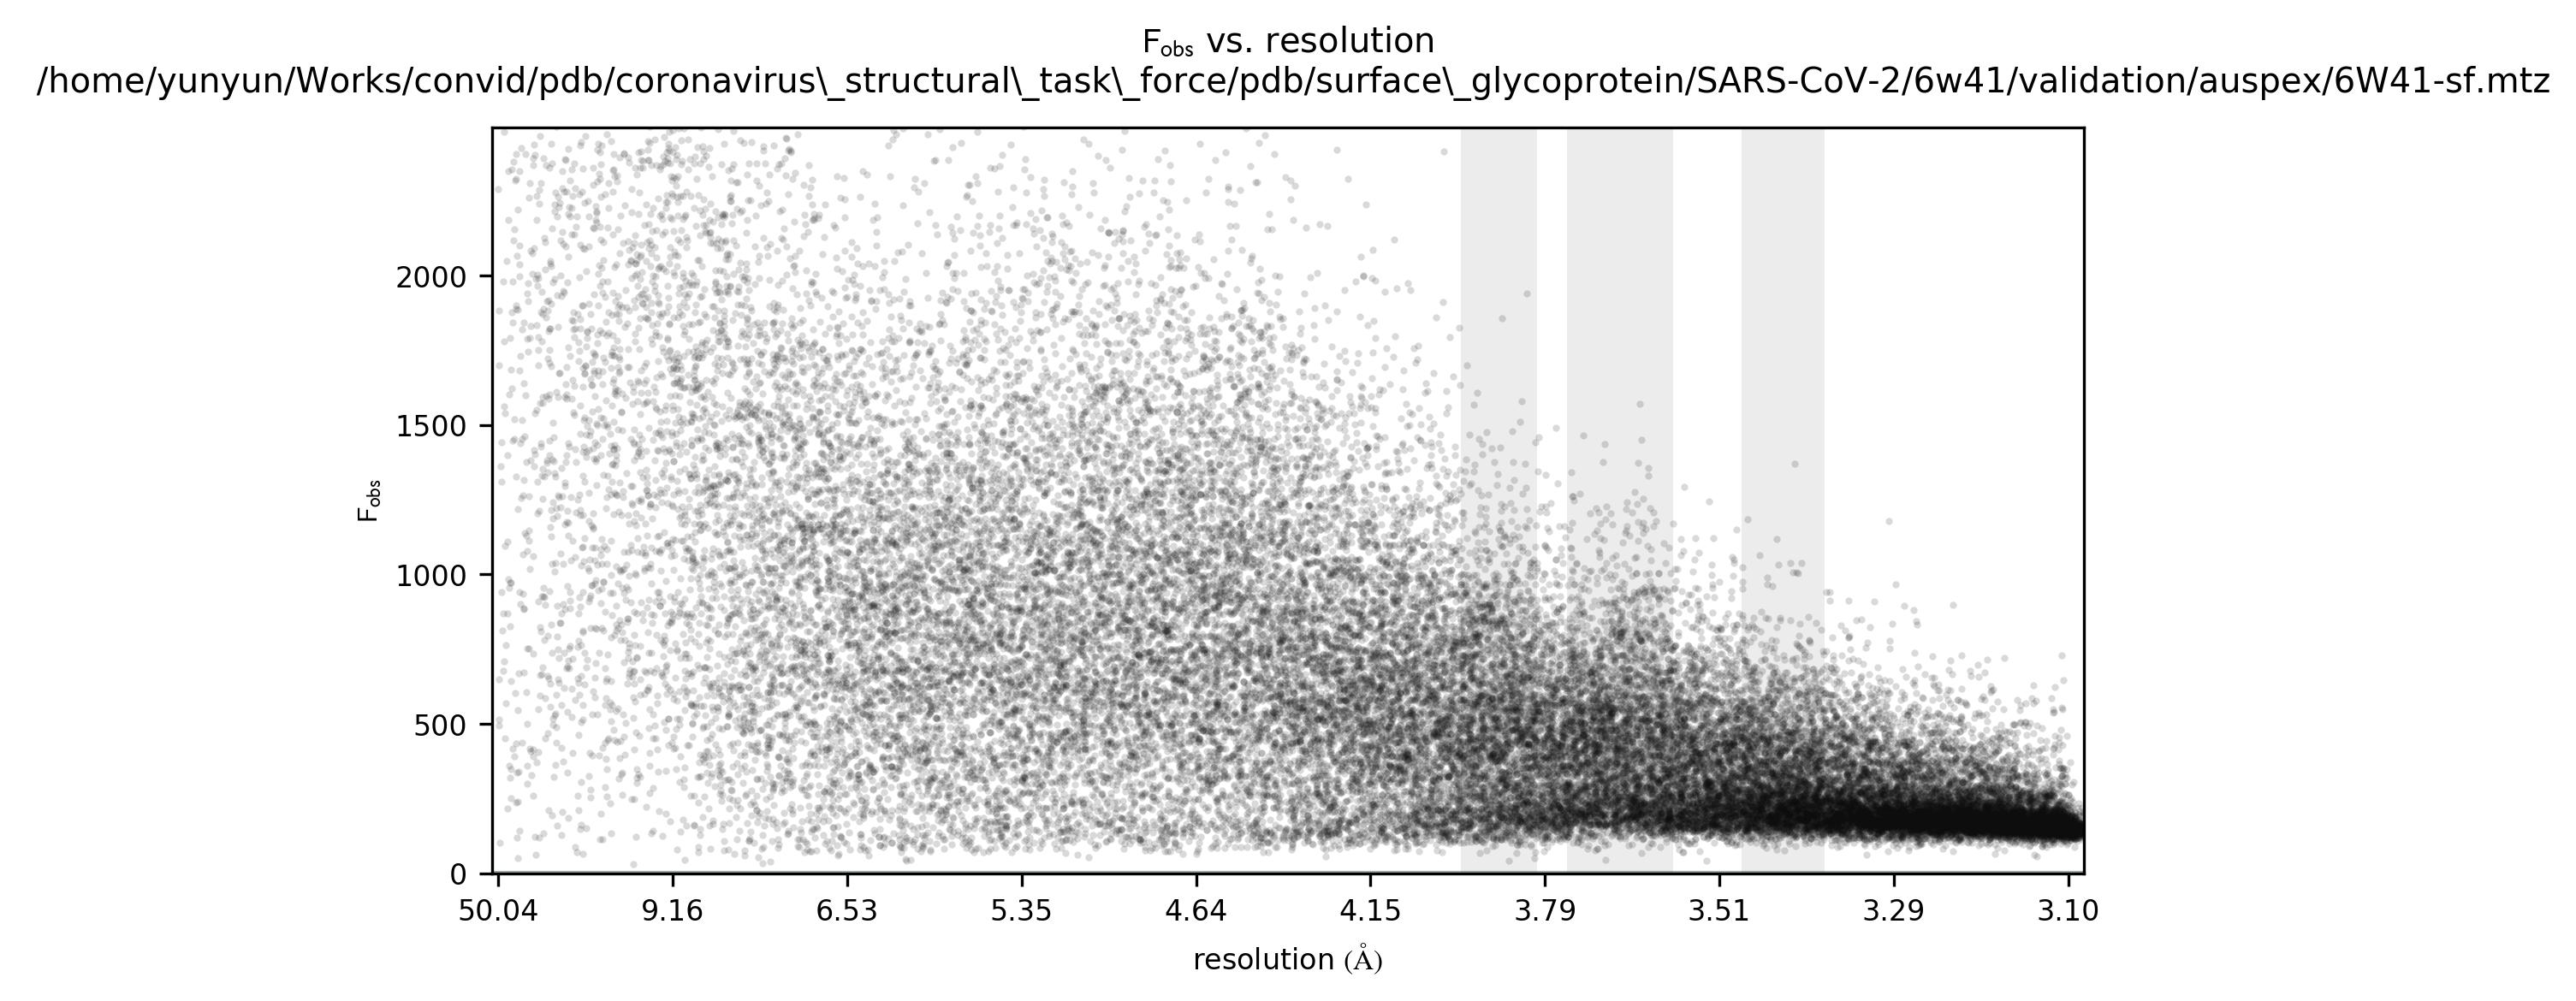 F_obs vs. resolution
/home/yunyun/Works/convid/pdb/coronavirus\_structural\_task\_force/pdb/surface\_glycoprotein/SARS-CoV-2/6w41/validation/auspex/6W41-sf.mtz
2000
1500
1000
500
0
F_obs
50.04 9.16 6.53 5.35 4.64 4.15 3.79 3.51 3.29 3.10
resolution (Å)